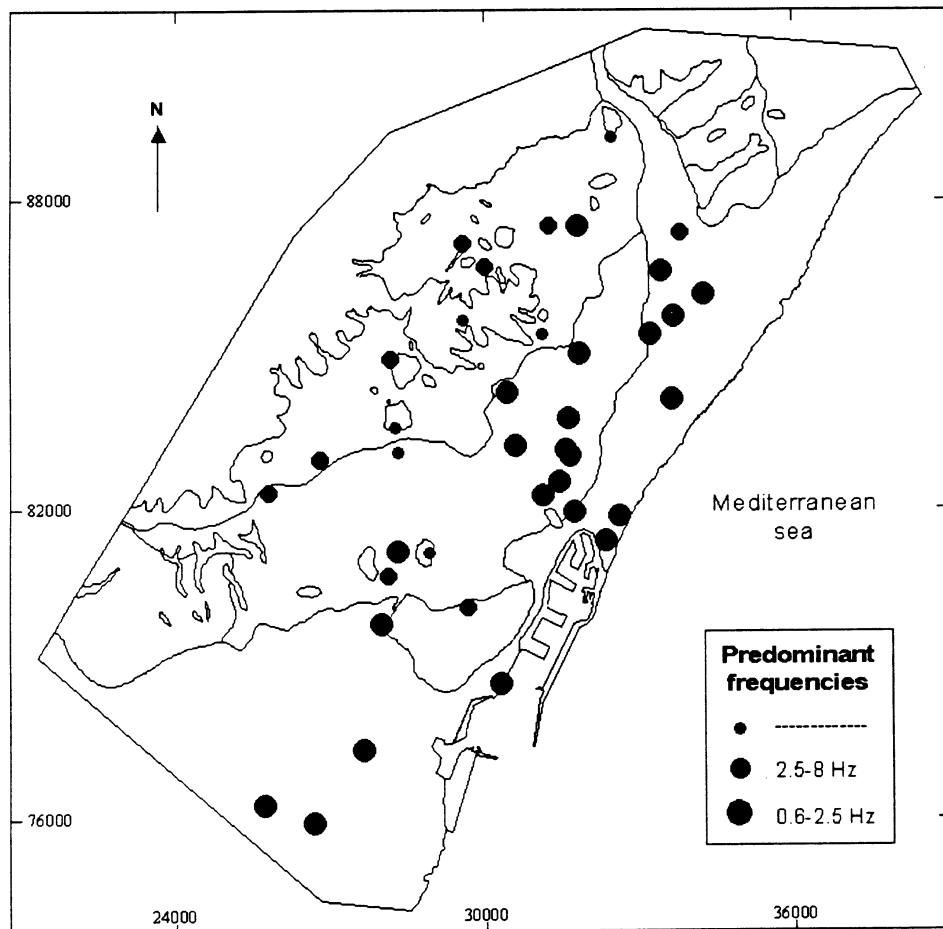 N
88000
82000
76000
24000
30000
36000
Mediterranean
sea
Predominant
frequencies
-------------
2.5-8 Hz
0.6-2.5 Hz